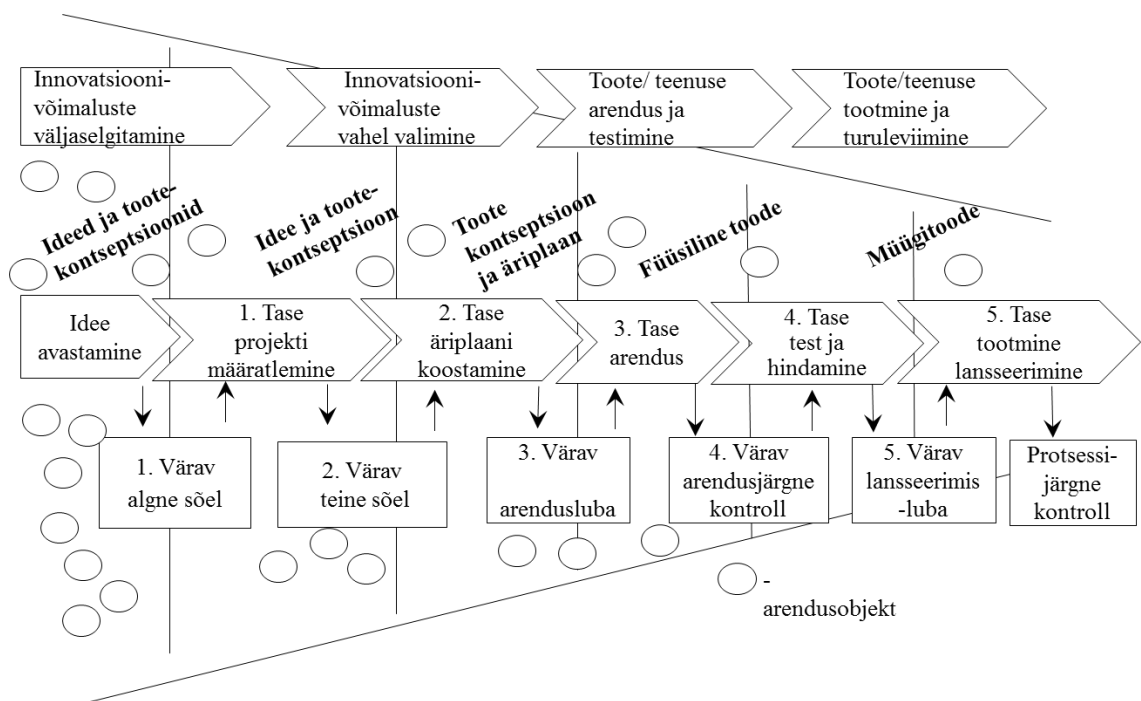 Innovatsiooni-
võimaluste
väljaselgitamine
Innovatsiooni-
võimaluste
vahel valimine
Toote/ teenuse
arendus ja
testimine
Toote/teenuse
tootmine ja
turuleviimine
Ideed ja toote-
kontseptsioonid
Idee ja toote-
kontseptsioon
Toote
kontseptsioon
ja äriplaan
Füüsiline toode
Müügitoode
Idee
avastamine
1. Tase
projekti
määratlemine
2. Tase
äriplaani
koostamine
3. Tase
arendus
4. Tase
test ja
hindamine
5. Tase
tootmine
lansseerimine
1. Värav
algne sõel
2. Värav
teine sõel
3. Värav
arendusluba
4. Värav
arendusjärgne
kontroll
5. Värav
lansseerimis
-luba
Protsessi-
järgne
kontroll
-
arendusobjekt